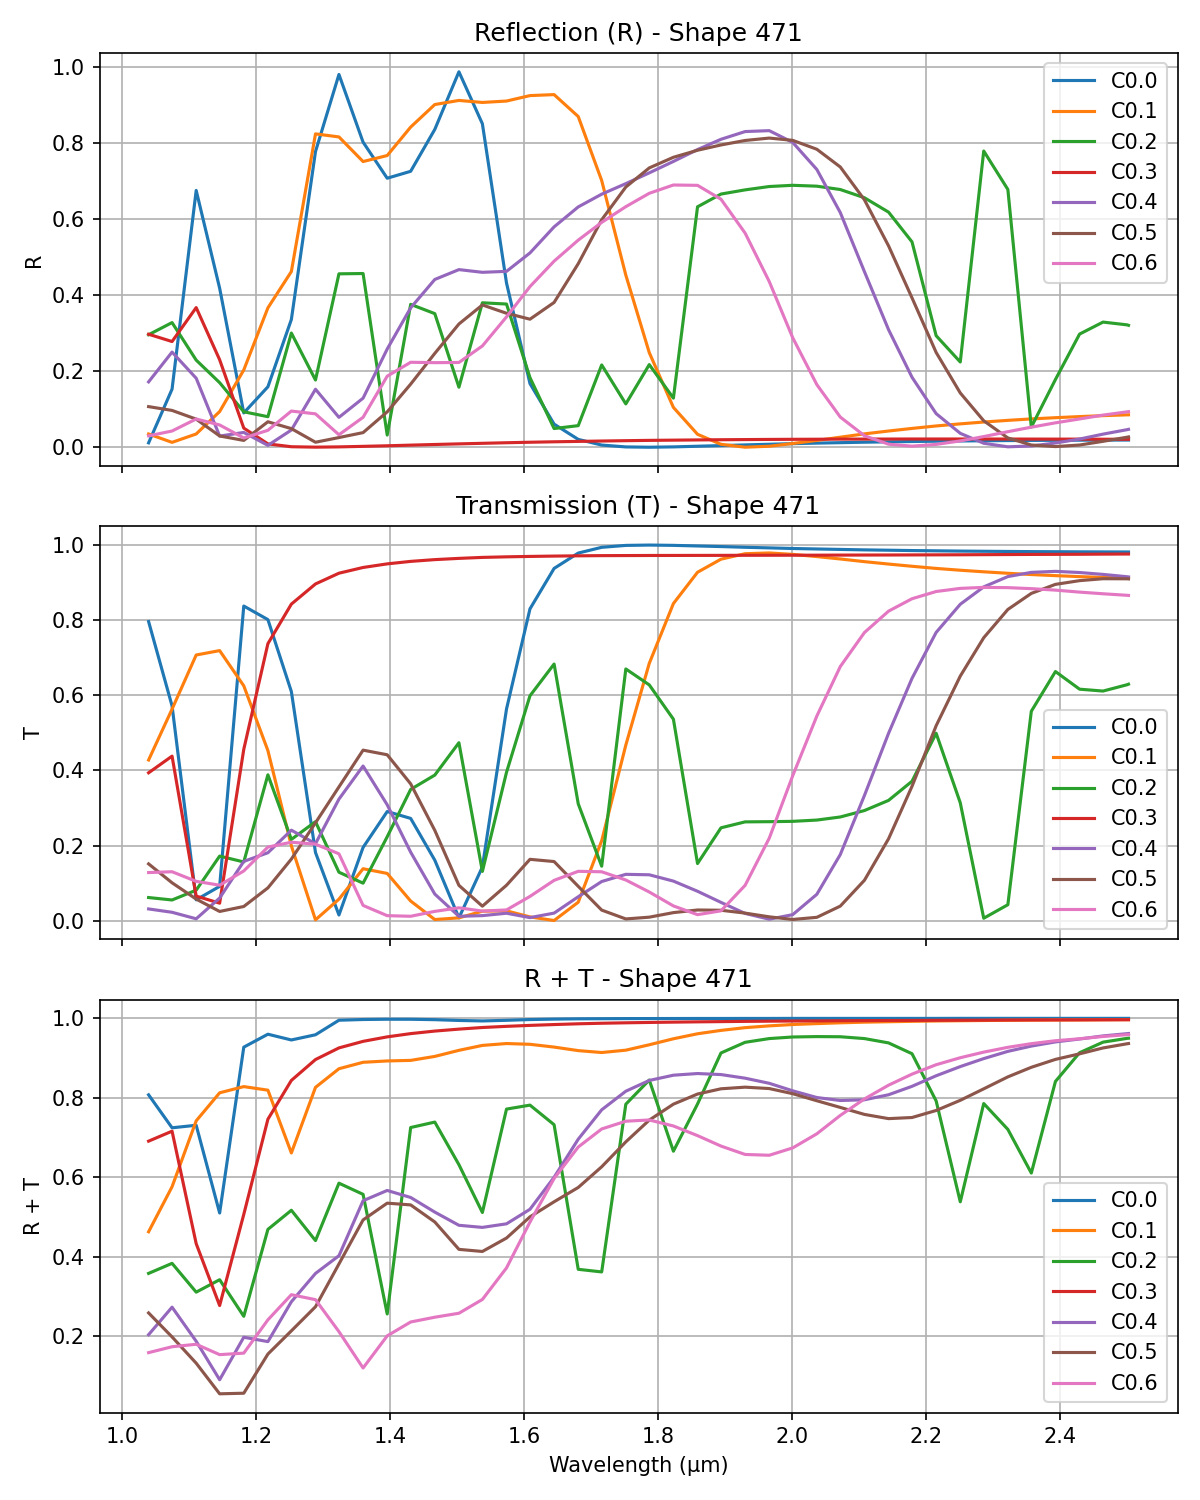 Reflection (R) - Shape 471
1.0
0.8
0.6
0.4
0.2
0.0
R
C0.0
C0.1
C0.2
C0.3
C0.4
C0.5
C0.6
Transmission (T) - Shape 471
1.0
0.8
0.6
0.4
0.2
0.0
T
C0.0
C0.1
C0.2
C0.3
C0.4
C0.5
C0.6
R + T - Shape 471
1.0
0.8
0.6
0.4
0.2
R + T
C0.0
C0.1
C0.2
C0.3
C0.4
C0.5
C0.6
1.0 1.2 1.4 1.6 1.8 2.0 2.2 2.4
Wavelength (μm)